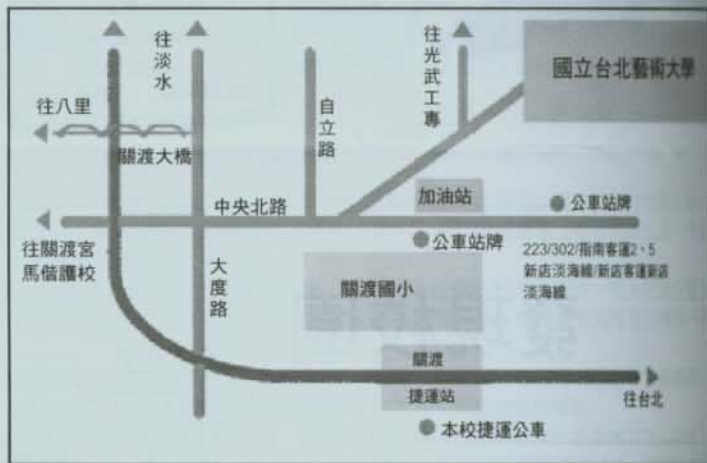 往淡水
往光武工專
國立台北藝術大學
自立路
往八里
關渡大橋
加油站
中央北路
公車站牌
公車站牌
往關渡宮
馬偕護校
大度路
223/302/指南客運2、5
新店淡海線/新店客運新店
淡海線
關渡國小
關渡
捷運站
往台北
本校捷運公車